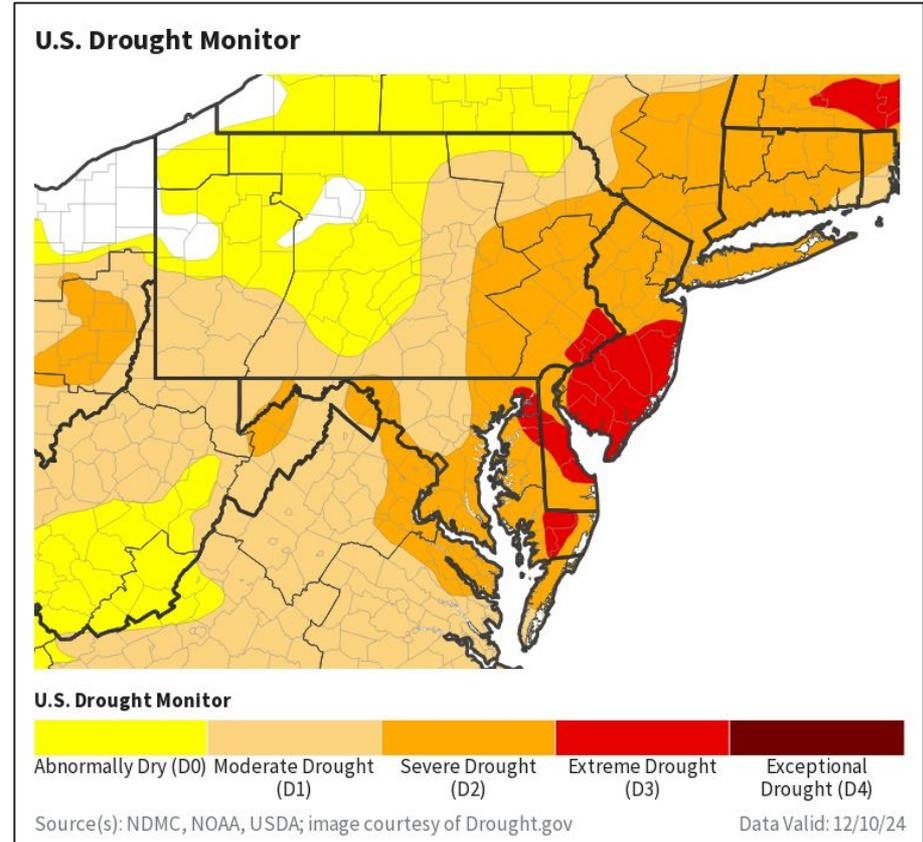 U.S. Drought Monitor
U.S. Drought Monitor
Abnormally Dry (D0) Moderate Drought (D1) Severe Drought (D2) Extreme Drought (D3) Exceptional Drought (D4)
Source(s): NDMC, NOAA, USDA; image courtesy of Drought.gov
Data Valid: 12/10/24